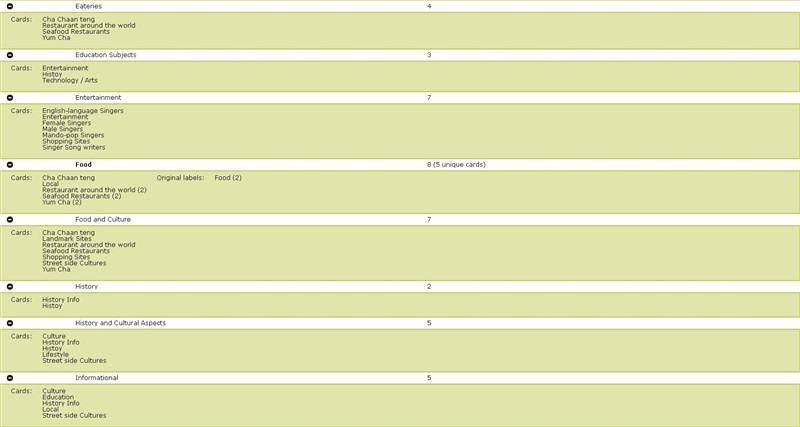 Eateries 4
Cards: Cha Chaan teng
Restaurant around the world
Seafood Restaurants
Yum Cha
Education Subjects 3
Cards: Entertainment
Histoy
Technology / Arts
Entertainment 7
Cards: English-language Singers
Entertainment
Female Singers
Male Singers
Mando-pop Singers
Shopping Sites
Singer Song writers
Food 8 (5 unique cards)
Cards: Cha Chaan teng Original labels: Food (2)
Local
Restaurant around the world (2)
Seafood Restaurants (2)
Yum Cha (2)
Food and Culture 7
Cards: Cha Chaan teng
Landmark Sites
Restaurant around the world
Seafood Restaurants
Shopping Sites
Street side Cultures
Yum Cha
History 2
Cards: History Info
Histoy
History and Cultural Aspects 5
Cards: Culture
History Info
Histoy
Lifestyle
Street side Cultures
Informational 5
Cards: Culture
Education
History Info
Local
Street side Cultures